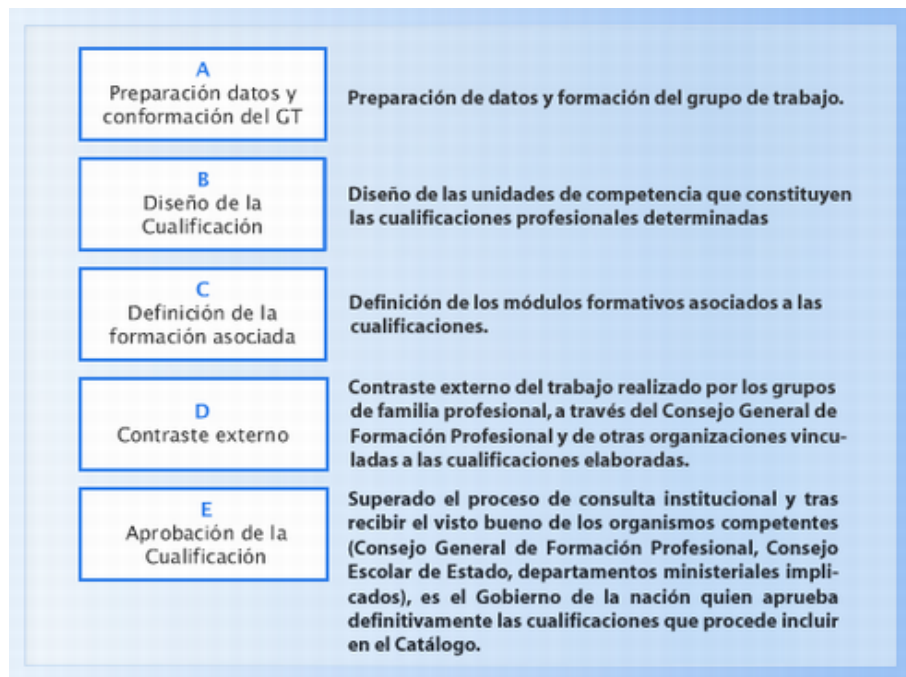 A
Preparación datos y
conformación del GT
Preparación de datos y formación del grupo de trabajo.
B
Diseño de la
Cualificación
Diseño de las unidades de competencia que constituyen
las cualificaciones profesionales determinadas
C
Definición de la
formación asociada
Definición de los módulos formativos asociados a las
cualificaciones.
D
Contraste externo
Contraste externo del trabajo realizado por los grupos
de familia profesional, a través del Consejo General de
Formación Profesional y de otras organizaciones vincu-
ladas a las cualificaciones elaboradas.
E
Aprobación de la
Cualificación
Superado el proceso de consulta institucional y tras
recibir el visto bueno de los organismos competentes
(Consejo General de Formación Profesional, Consejo
Escolar de Estado, departamentos ministeriales impli-
cados), es el Gobierno de la nación quien aprueba
definitivamente las cualificaciones que procede incluir
en el Catálogo.